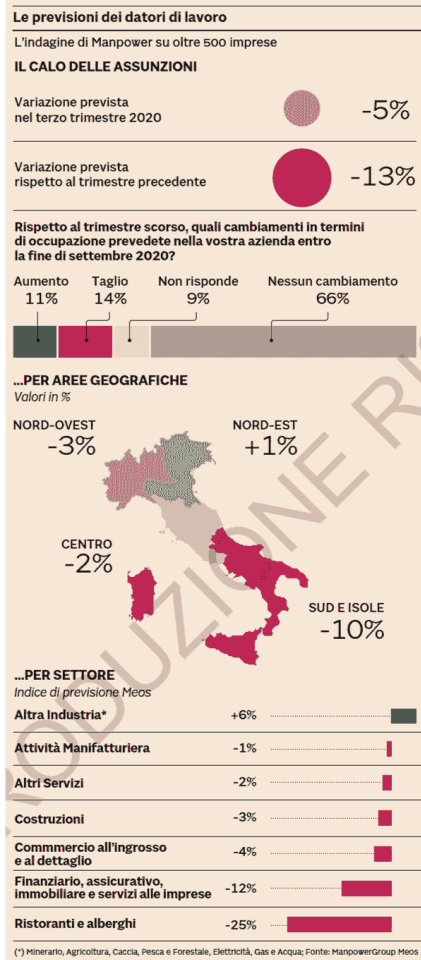 Le previsioni dei datori di lavoro
L'indagine di Manpower su oltre 500 imprese
IL CALO DELLE ASSUNZIONI
Variazione prevista
nel terzo trimestre 2020
-5%
Variazione prevista
rispetto al trimestre precedente
-13%
Rispetto al trimestre scorso, quali cambiamenti in termini
di occupazione prevedete nella vostra azienda entro
la fine di settembre 2020?
Aumento Taglio Non risponde Nessun cambiamento
11% 14% 9% 66%
...PER AREE GEOGRAFICHE
Valori in %
NORD-OVEST
-3%
NORD-EST
+1%
CENTRO
-2%
SUD E ISOLE
-10%
...PER SETTORE
Indice di previsione Meos
Altra Industria* +6%
Attività Manifatturiera -1%
Altri Servizi -2%
Costruzioni -3%
Commmercio all'ingrosso
e al dettaglio -4%
Finanziario, assicurativo,
immobiliare e servizi alle imprese -12%
Ristoranti e alberghi -25%
(*) Minerario, Agricoltura, Caccia, Pesca e Forestale, Elettricità, Gas e Acqua; Fonte: ManpowerGroup Meos
RODUZIONE RI